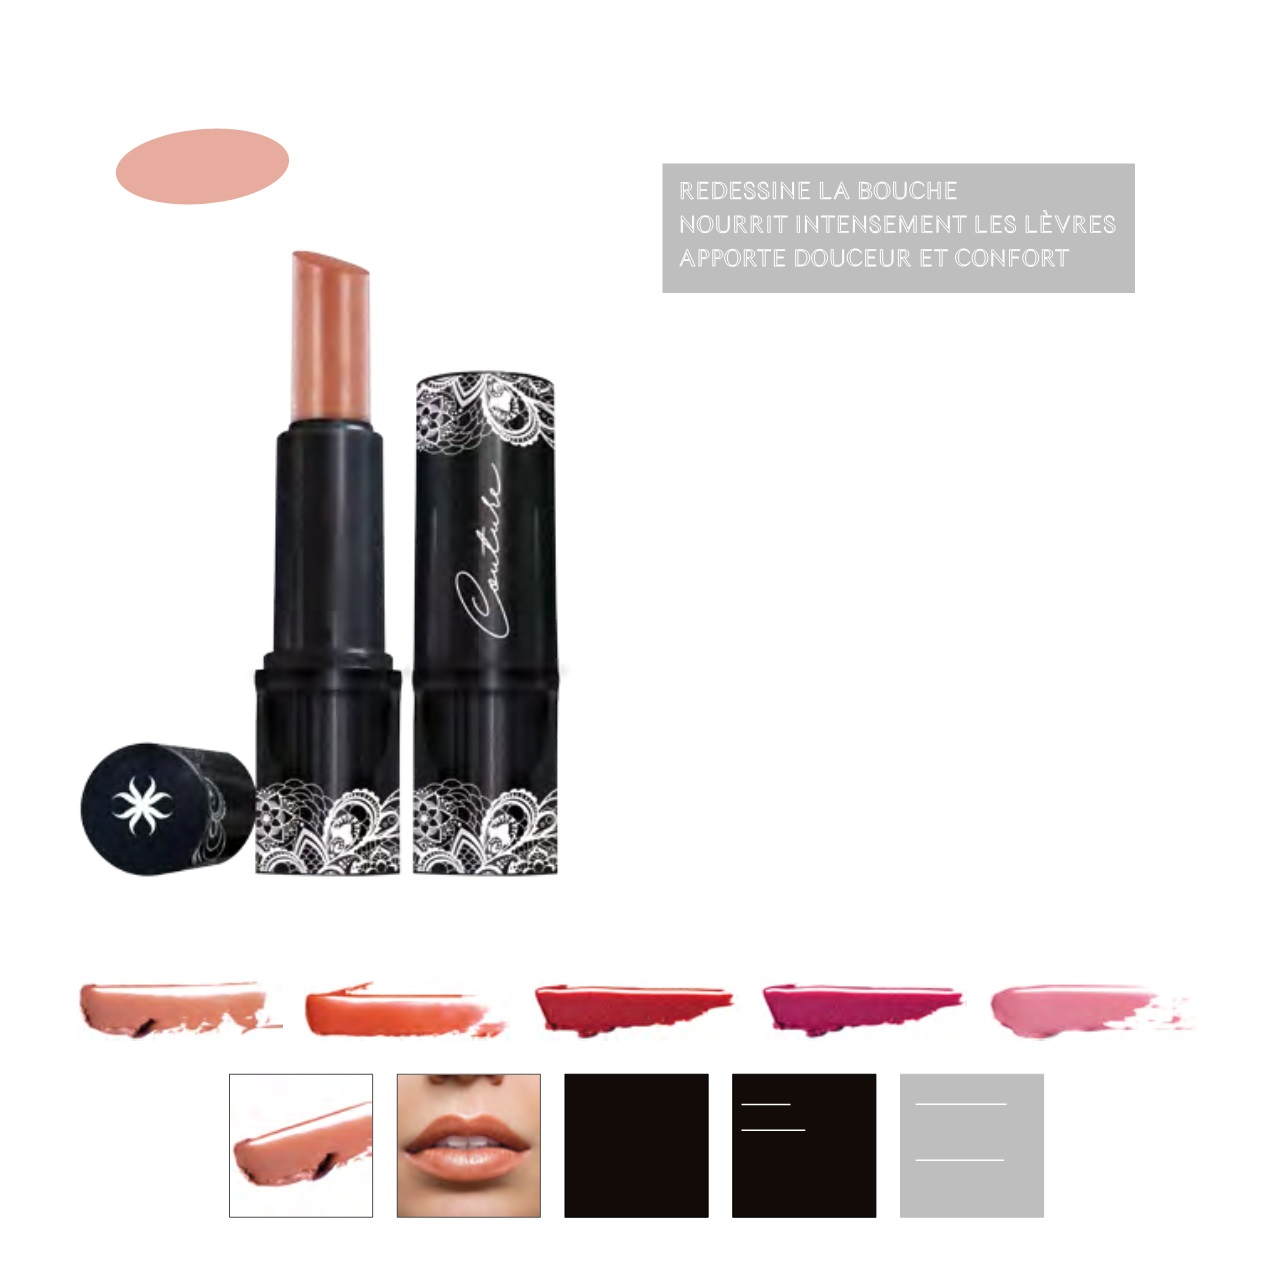 REDESSINE LA BOUCHE
NOURRIT INTENSEMENT LES LÈVRES
APPORTE DOUCEUR ET CONFORT
Couture